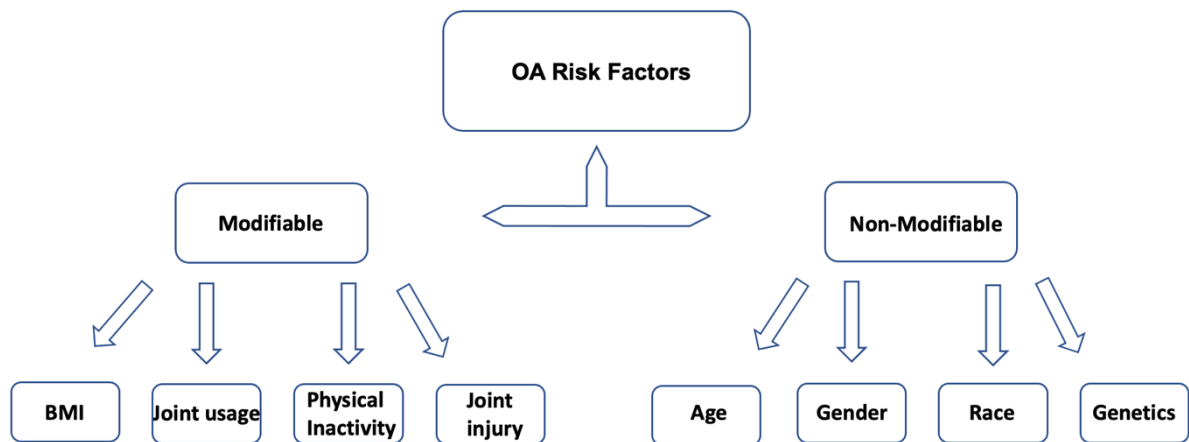 OA Risk Factors
Modifiable
Non-Modifiable
BMI
Joint usage
Physical
Inactivity
Joint
injury
Age
Gender
Race
Genetics